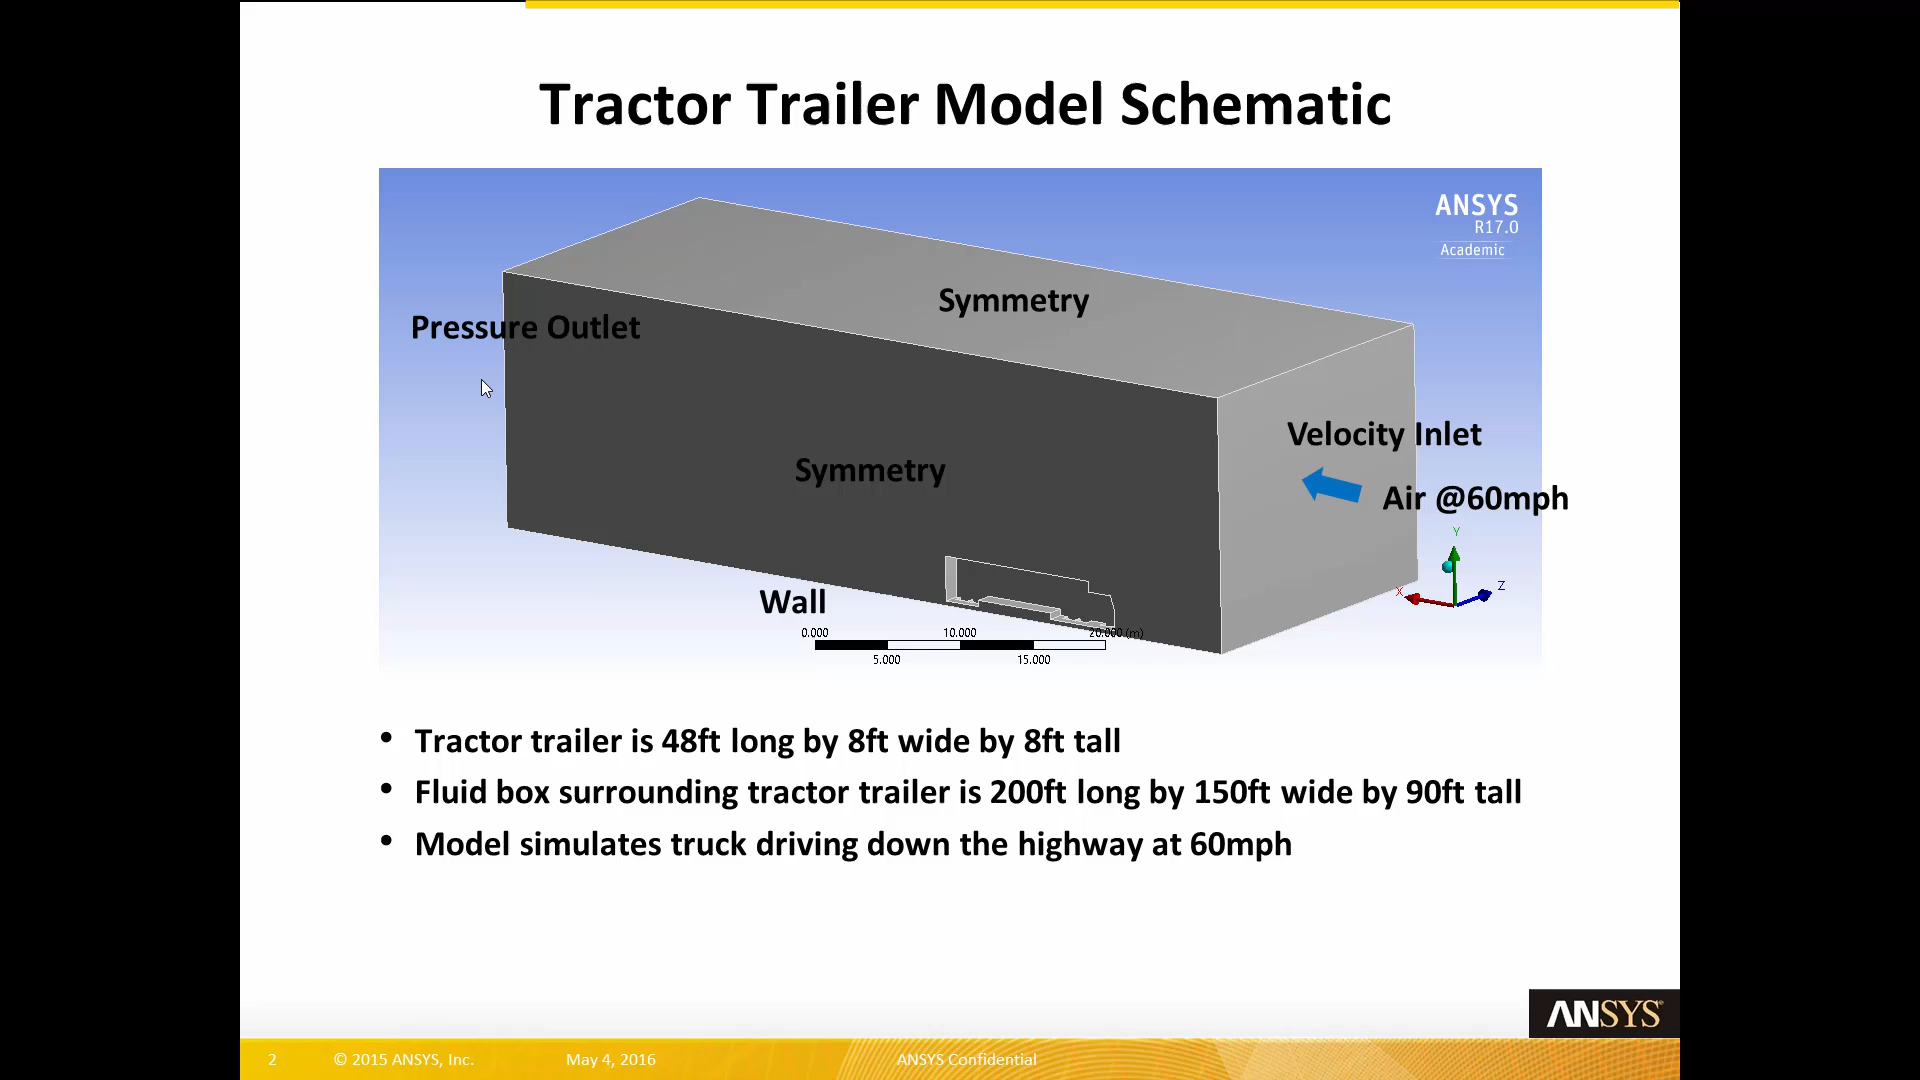 Tractor Trailer Model Schematic
ANSYS
R17.0
Academic
Symmetry
Pressure Outlet
Velocity Inlet
Symmetry
Air @60mph
Y
Z
X
Wall
0.000 10.000 20.000 (m)
5.000 15.000
• Tractor trailer is 48ft long by 8ft wide by 8ft tall
• Fluid box surrounding tractor trailer is 200ft long by 150ft wide by 90ft tall
• Model simulates truck driving down the highway at 60mph
ANSYS®
2 © 2015 ANSYS, Inc. May 4, 2016 ANSYS Confidential